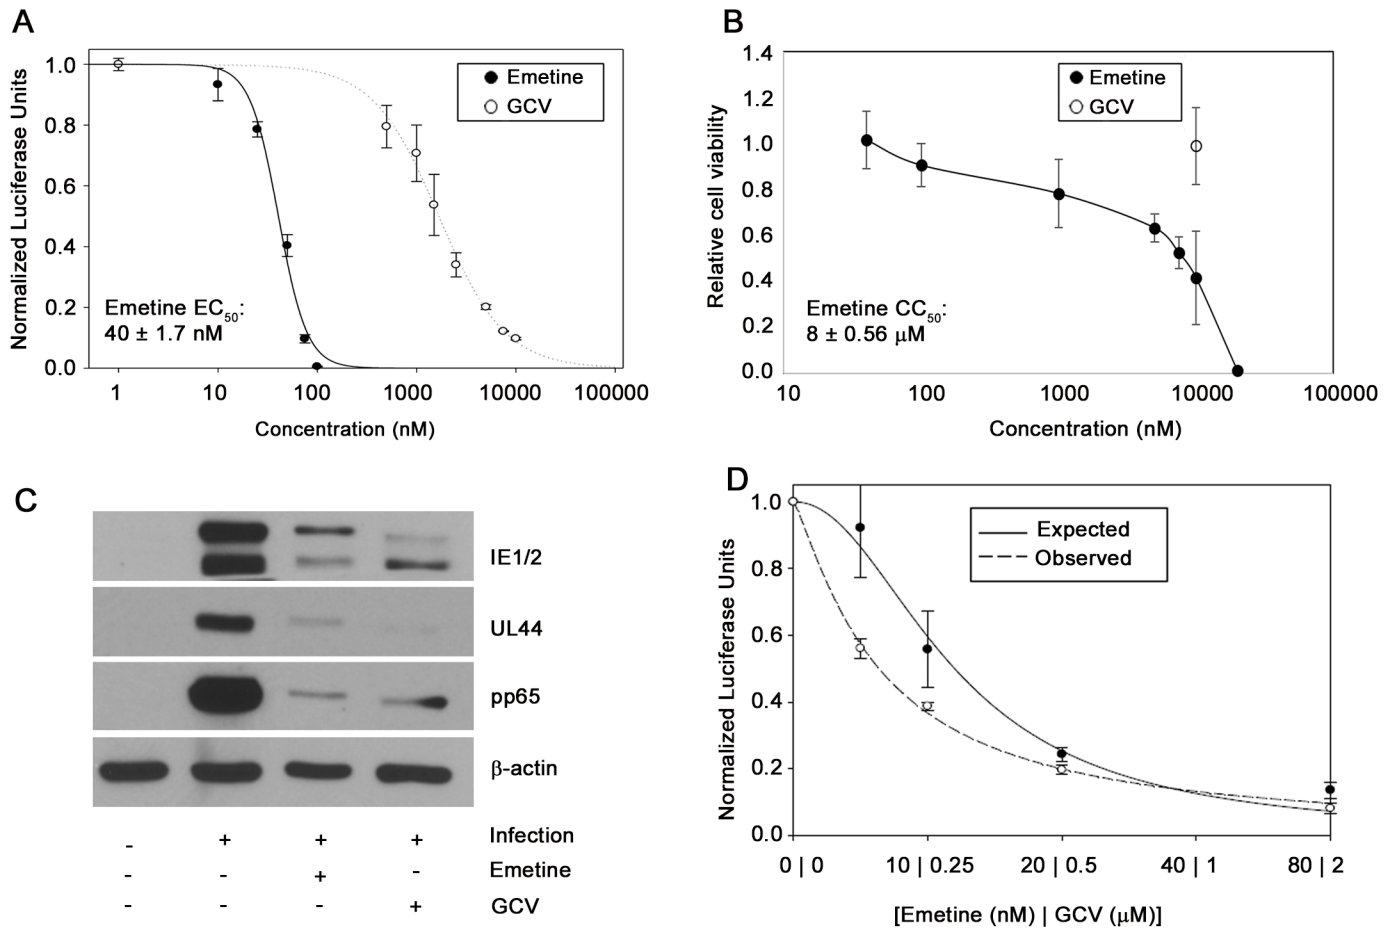 A
Normalized Luciferase Units
1.0
0.8
0.6
0.4
0.2
0.0
Emetine
GCV
Emetine EC50:
40 ± 1.7 nM
1 10 100 1000 10000 100000
Concentration (nM)
B
Relative cell viability
1.4
1.2
1.0
0.8
0.6
0.4
0.2
0.0
Emetine
GCV
Emetine CC50:
8 ± 0.56 µM
10 100 1000 10000 100000
Concentration (nM)
C
IE1/2
UL44
pp65
β-actin
- + + + Infection
- - + - Emetine
- - - + GCV
D
Normalized Luciferase Units
1.0
0.8
0.6
0.4
0.2
0.0
Expected
Observed
0 | 0 10 | 0.25 20 | 0.5 40 | 1 80 | 2
[Emetine (nM) | GCV (µM)]